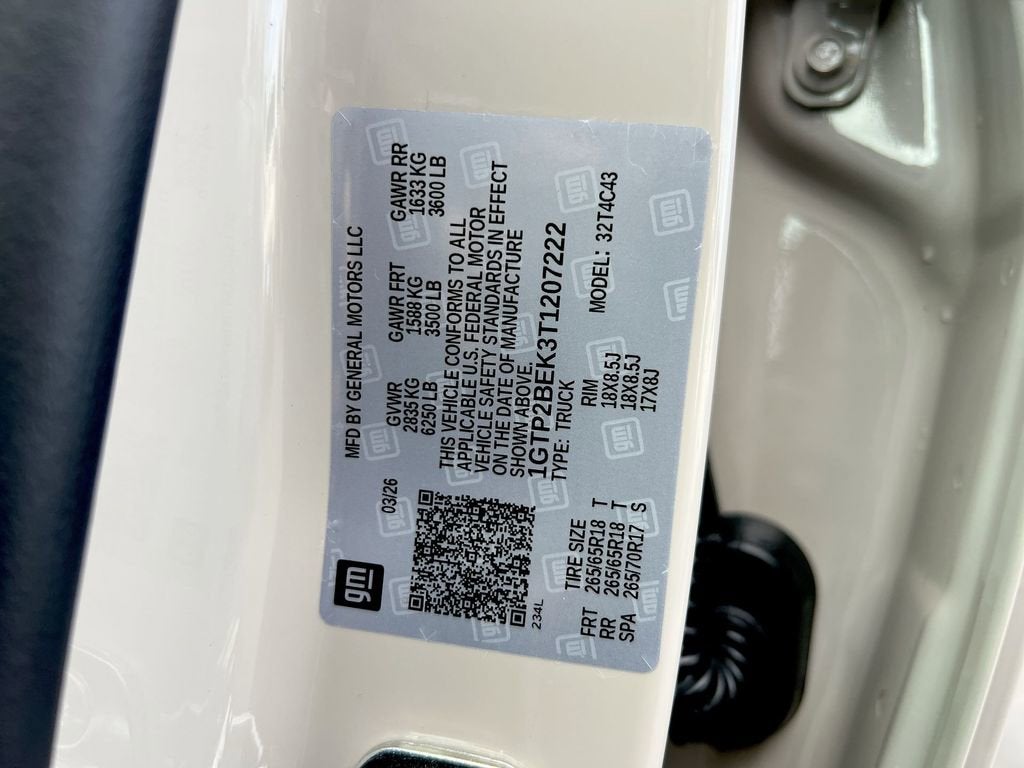 gm
03/26
MFD BY GENERAL MOTORS LLC
GVWR GAWR FRT GAWR RR
2835 KG 1588 KG 1633 KG
6250 LB 3500 LB 3600 LB
THIS VEHICLE CONFORMS TO ALL
APPLICABLE U.S. FEDERAL MOTOR
VEHICLE SAFETY STANDARDS IN EFFECT
ON THE DATE OF MANUFACTURE
SHOWN ABOVE.
1GTP2BEK3T1207222
TYPE: TRUCK
MODEL: 32T4C43
234L
TIRE SIZE RIM
FRT 265/65R18 T 18X8.5J
RR 265/65R18 T 18X8.5J
SPA 265/70R17 S 17X8J